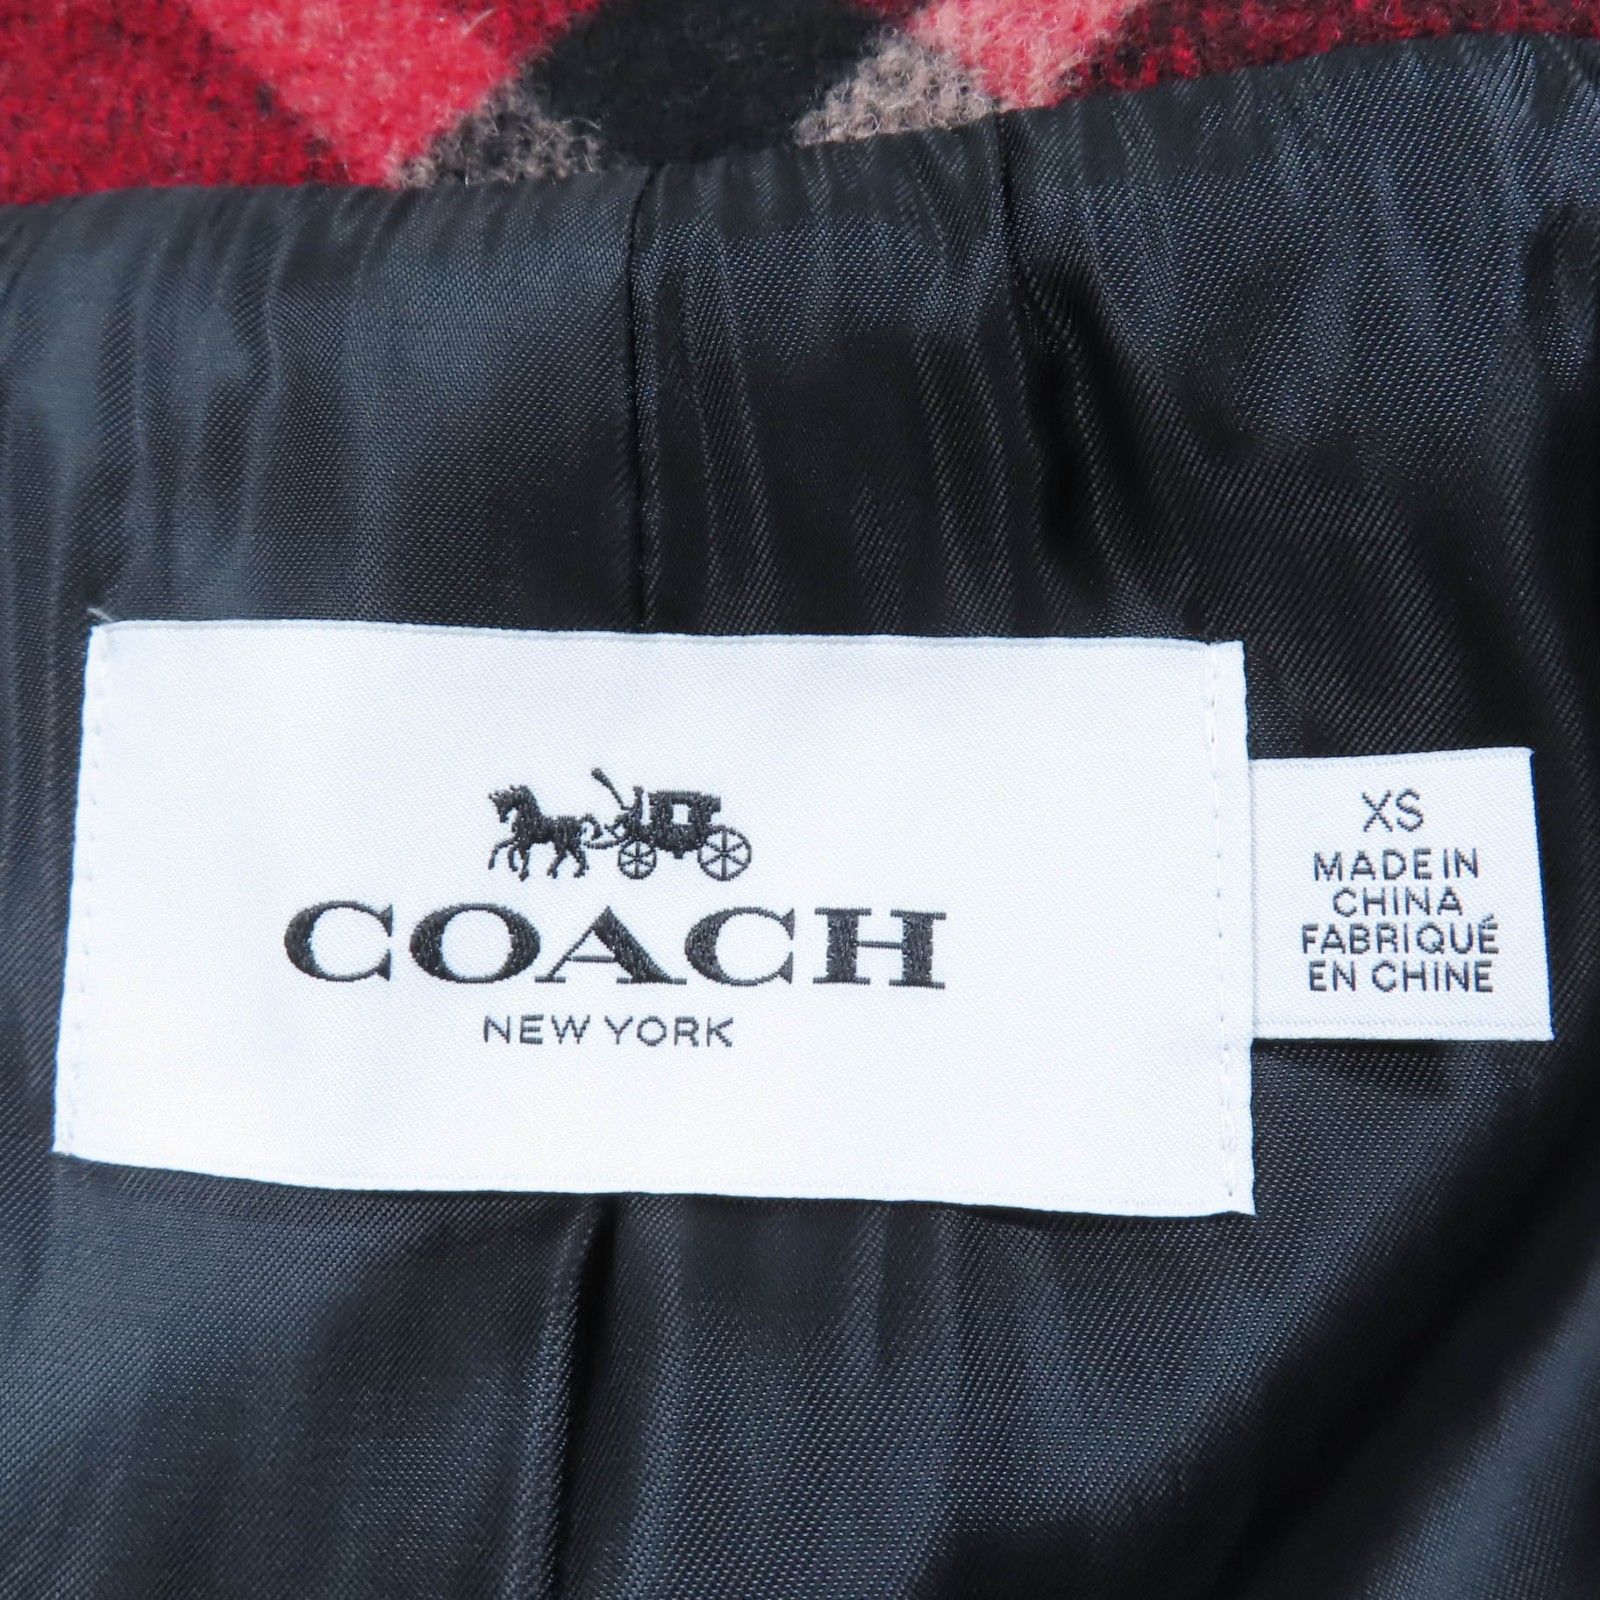 COACH
NEW YORK
XS
MADE IN
CHINA
FABRIQUÉ
EN CHINE